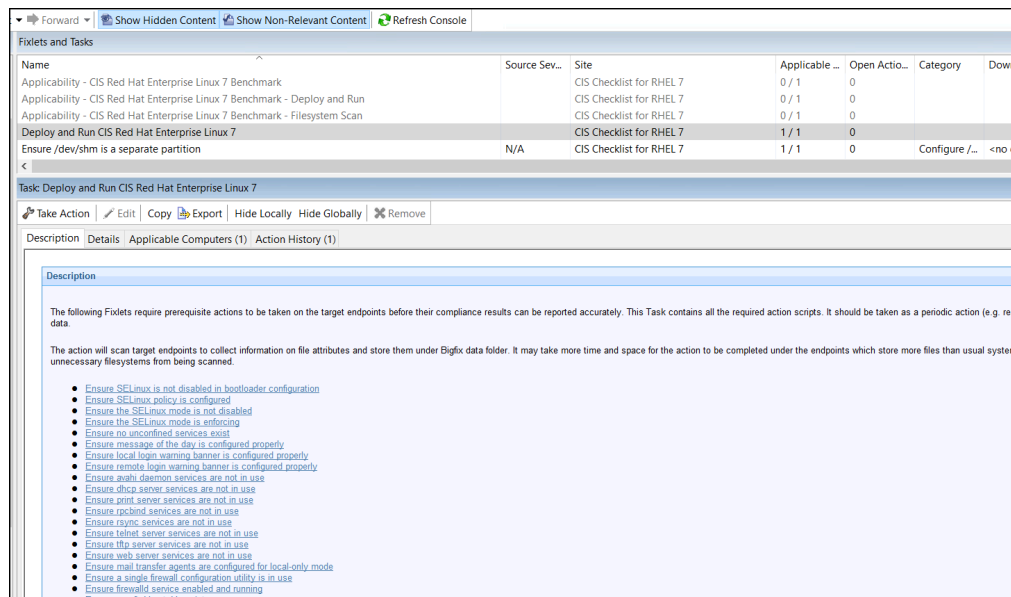 Forward Show Hidden Content Show Non-Relevant Content Refresh Console
Fixlets and Tasks
Name Source Sev... Site Applicable ... Open Actio... Category Dow
Applicability - CIS Red Hat Enterprise Linux 7 Benchmark CIS Checklist for RHEL 7 0 / 1 0
Applicability - CIS Red Hat Enterprise Linux 7 Benchmark - Deploy and Run CIS Checklist for RHEL 7 0 / 1 0
Applicability - CIS Red Hat Enterprise Linux 7 Benchmark - Filesystem Scan CIS Checklist for RHEL 7 0 / 1 0
Deploy and Run CIS Red Hat Enterprise Linux 7 CIS Checklist for RHEL 7 1 / 1 0
Ensure /dev/shm is a separate partition N/A CIS Checklist for RHEL 7 1 / 1 0 Configure /... <no
Task: Deploy and Run CIS Red Hat Enterprise Linux 7
Take Action Edit Copy Export Hide Locally Hide Globally Remove
Description Details Applicable Computers (1) Action History (1)
Description
The following Fixlets require prerequisite actions to be taken on the target endpoints before their compliance results can be reported accurately. This Task contains all the required action scripts. It should be taken as a periodic action (e.g. re
data.
The action will scan target endpoints to collect information on file attributes and store them under Bigfix data folder. It may take more time and space for the action to be completed under the endpoints which store more files than usual syste
unnecessary filesystems from being scanned.
Ensure SELinux is not disabled in bootloader configuration
Ensure SELinux policy is configured
Ensure the SELinux mode is not disabled
Ensure the SELinux mode is enforcing
Ensure no unconfined services exist
Ensure message of the day is configured properly
Ensure local login warning banner is configured properly
Ensure remote login warning banner is configured properly
Ensure avahi daemon services are not in use
Ensure dhcp server services are not in use
Ensure print server services are not in use
Ensure rpcbind services are not in use
Ensure rsync services are not in use
Ensure telnet server services are not in use
Ensure tftp server services are not in use
Ensure web server services are not in use
Ensure mail transfer agents are configured for local-only mode
Ensure a single firewall configuration utility is in use
Ensure firewalld service enabled and running